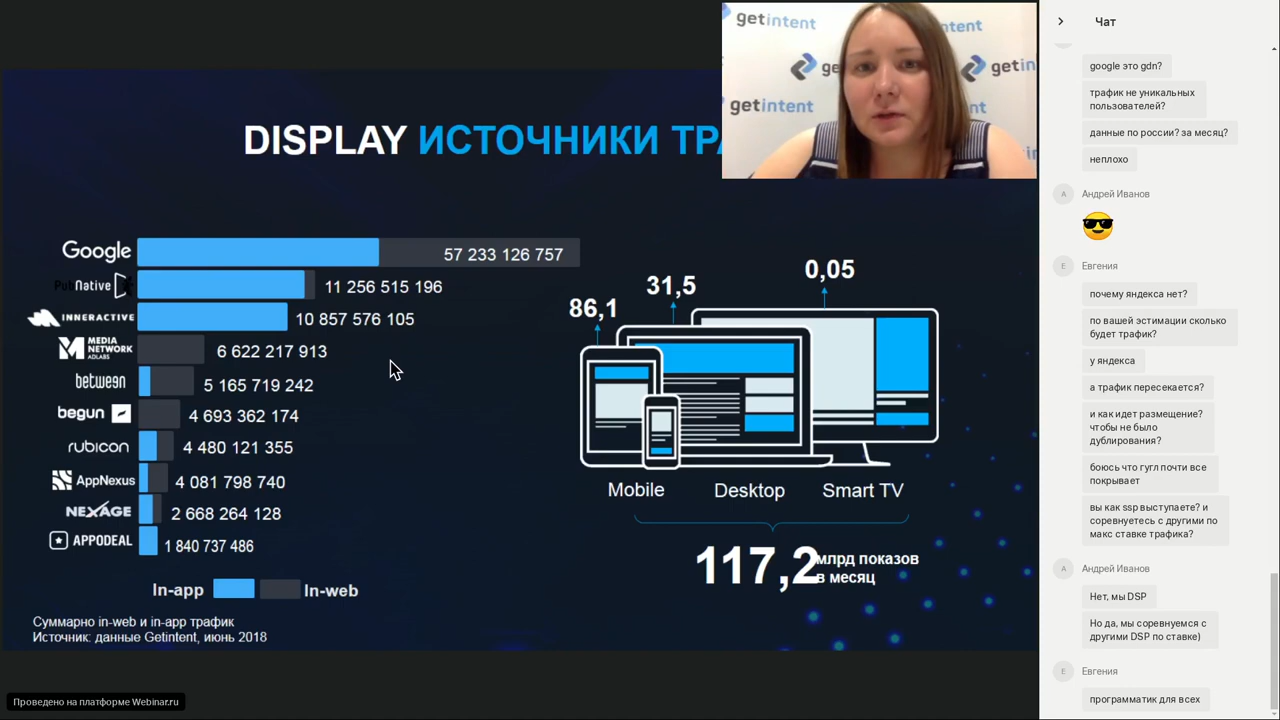 getintent
intent
ge
getin
getintent
nt
in
DISPLAY ИСТОЧНИКИ ТРА
Google
57 233 126 757
PubNative
11 256 515 196
INNERACTIVE
10 857 576 105
MEDIA
NETWORK
ADLABS
6 622 217 913
between
5 165 719 242
begun
4 693 362 174
rubicon
4 480 121 355
AppNexus
4 081 798 740
NEXAGE
2 668 264 128
APPODEAL
1 840 737 486
In-app
In-web
Суммарно in-web и in-app трафик
Источник: данные Getintent, июнь 2018
86,1
31,5
0,05
Mobile
Desktop
Smart TV
117,2
млрд показов
в месяц
Проведено на платформе Webinar.ru
Чат
google это gdn?
трафик не уникальных
пользователей?
данные по россии? за месяц?
неплохо
А
Андрей Иванов
Е
Евгения
почему яндекса нет?
по вашей эстимации сколько
будет трафик?
у яндекса
а трафик пересекается?
и как идет размещение?
чтобы не было
дублирования?
боюсь что гугл почти все
покрывает
вы как ssp выступаете? и
соревнуетесь с другими по
макс ставке трафика?
А
Андрей Иванов
Нет, мы DSP
Но да, мы соревнуемся с
другими DSP по ставке)
Е
Евгения
программатик для всех